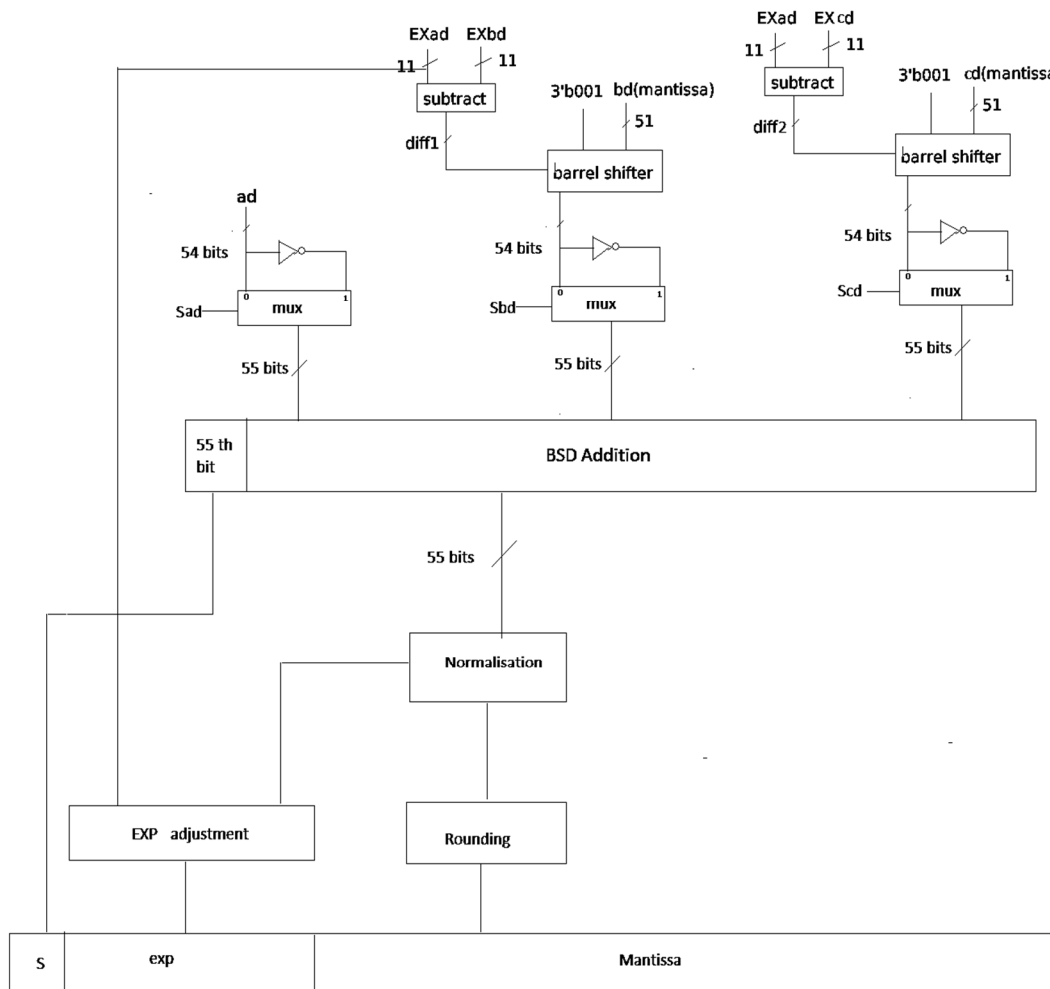 EXad EXbd
11 11
subtract
diff1
3'b001 bd(mantissa)
51
barrel shifter
EXad EXcd
11 11
subtract
diff2
3'b001 cd(mantissa
51
barrel shifter
ad
54 bits
0 1
mux
Sad
55 bits
54 bits
0 1
mux
Sbd
55 bits
54 bits
0 1
mux
Scd
55 bits
55 th
bit
BSD Addition
55 bits
Normalisation
EXP adjustment
Rounding
S exp Mantissa